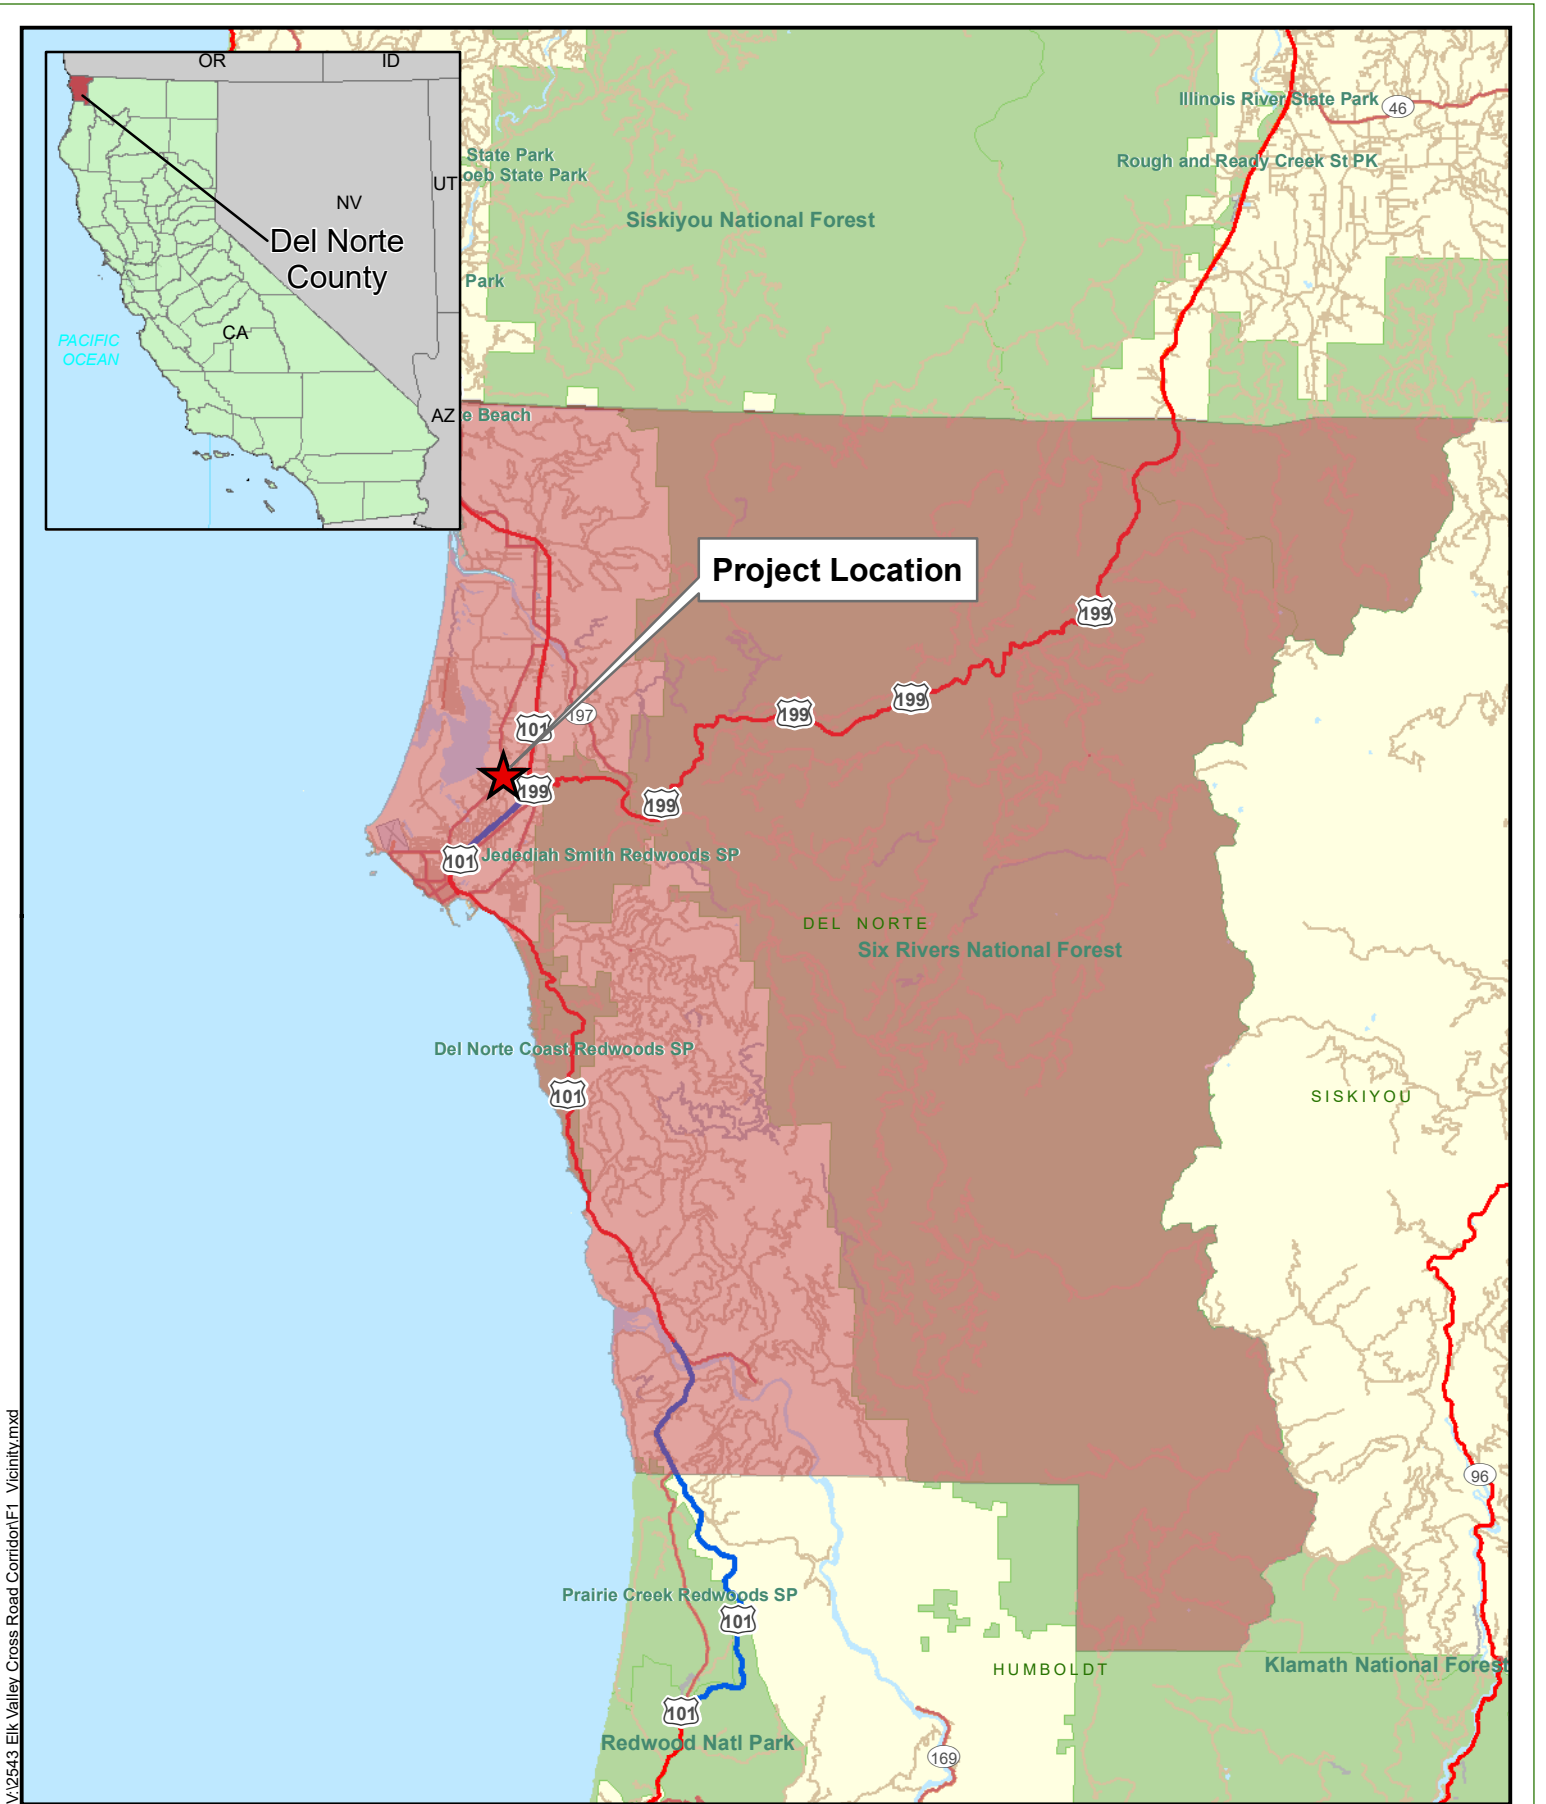 OR
ID
UT
NV
Del Norte
County
CA
PACIFIC
OCEAN
AZ
Illinois River State Park
46
Rough and Ready Creek St PK
State Park
oeb State Park
Siskiyou National Forest
Park
e Beach
Project Location
199
199
199
197
101
199
199
101
Jedediah Smith Redwoods SP
DEL NORTE
Six Rivers National Forest
Del Norte Coast Redwoods SP
101
SISKIYOU
96
Prairie Creek Redwoods SP
101
HUMBOLDT
Klamath National Forest
101
Redwood Natl Park
169
V:\2543 Elk Valley Cross Road Corridor\F1 Vicinity.mxd